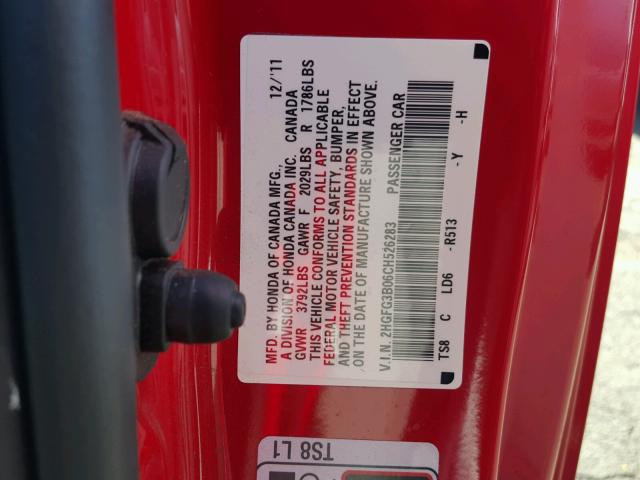 MFD. BY HONDA OF CANADA MFG., 12/'11
A DIVISION OF HONDA CANADA INC. CANADA
GVWR 3792LBS GAWR F 2029LBS R 1786LBS
THIS VEHICLE CONFORMS TO ALL APPLICABLE
FEDERAL MOTOR VEHICLE SAFETY, BUMPER,
AND THEFT PREVENTION STANDARDS IN EFFECT
ON THE DATE OF MANUFACTURE SHOWN ABOVE.
V.I.N. 2HGFG3B06CH526283 PASSENGER CAR
TS8 C LD6 -R513 -Y -H
TS8 L1